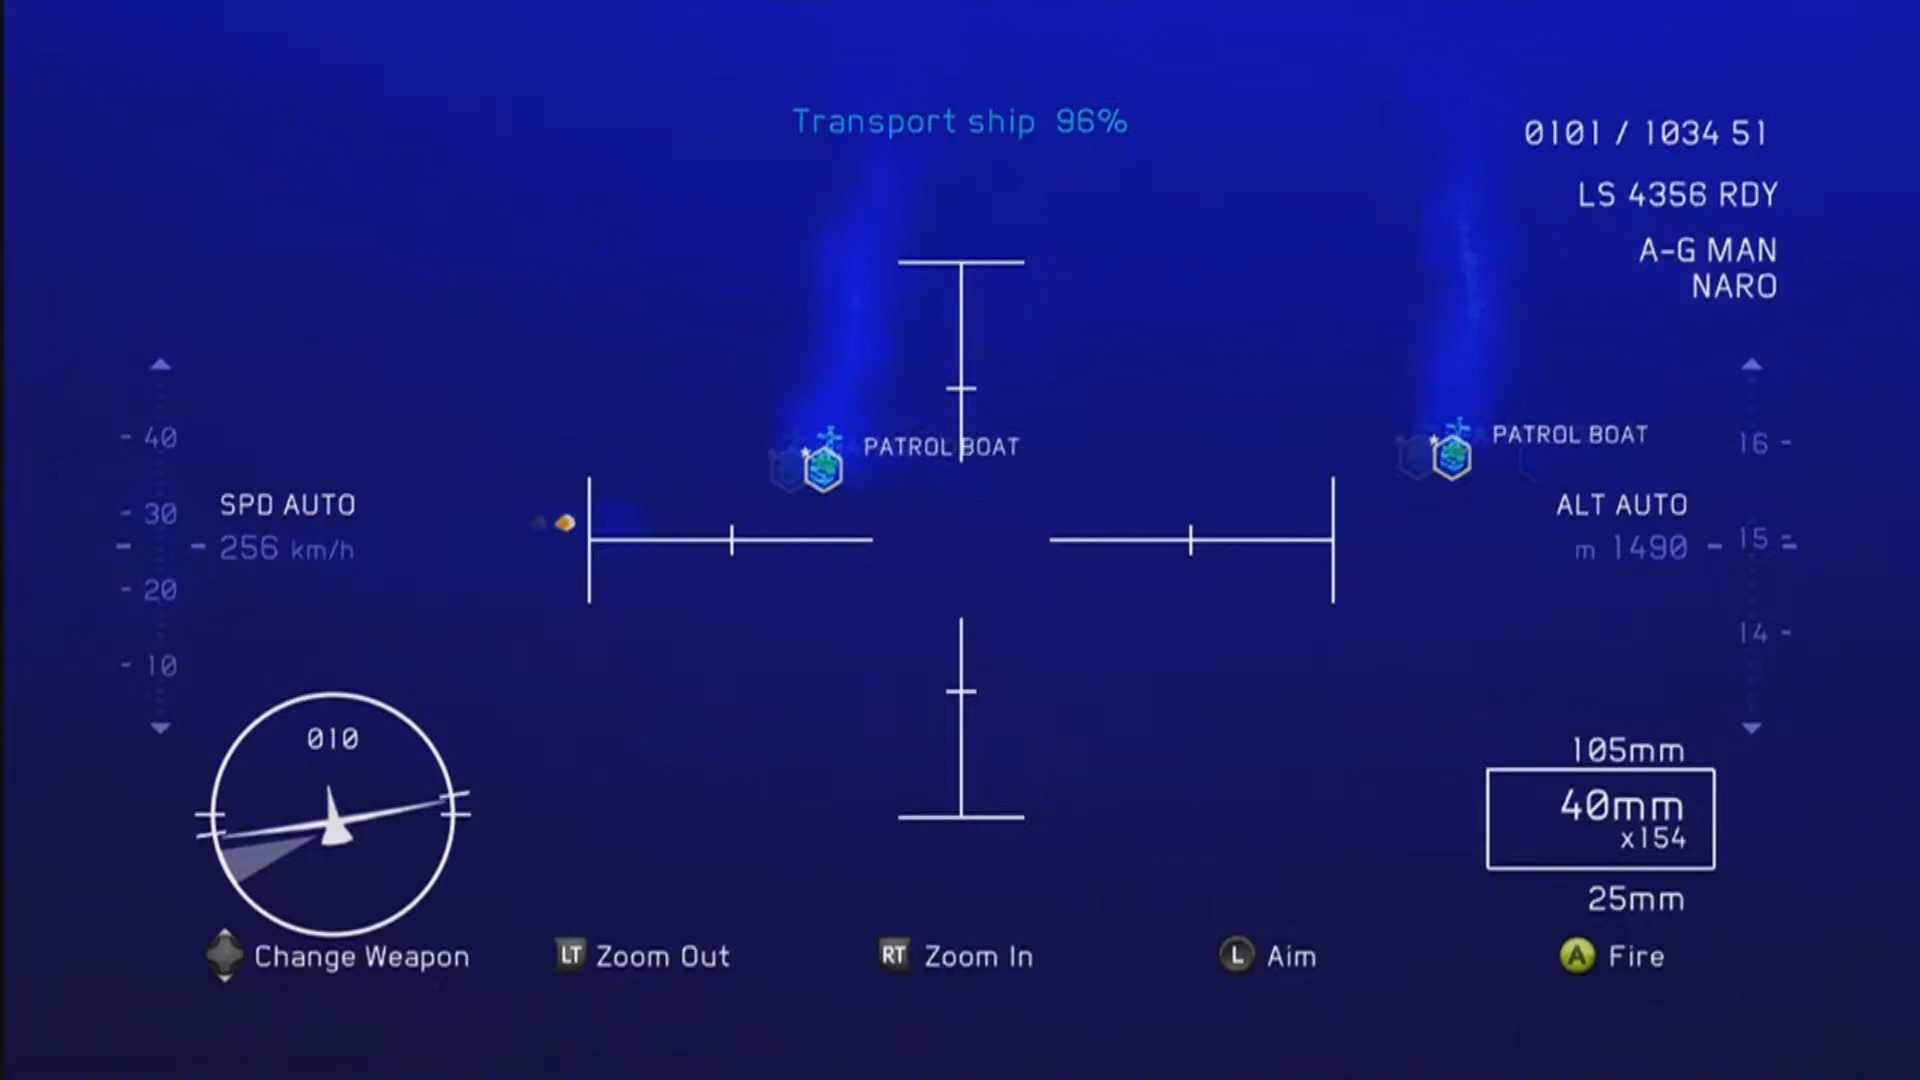 Transport ship 96%
0101 / 1034 51
LS 4356 RDY
A-G MAN
NARO
PATROL BOAT
PATROL BOAT
- 40
- 30
- 20
- 10
SPD AUTO
256 km/h
ALT AUTO
m 1490
16 -
15 -
14 -
010
105mm
40mm
x154
25mm
Change Weapon
LT Zoom Out
RT Zoom In
L Aim
A Fire